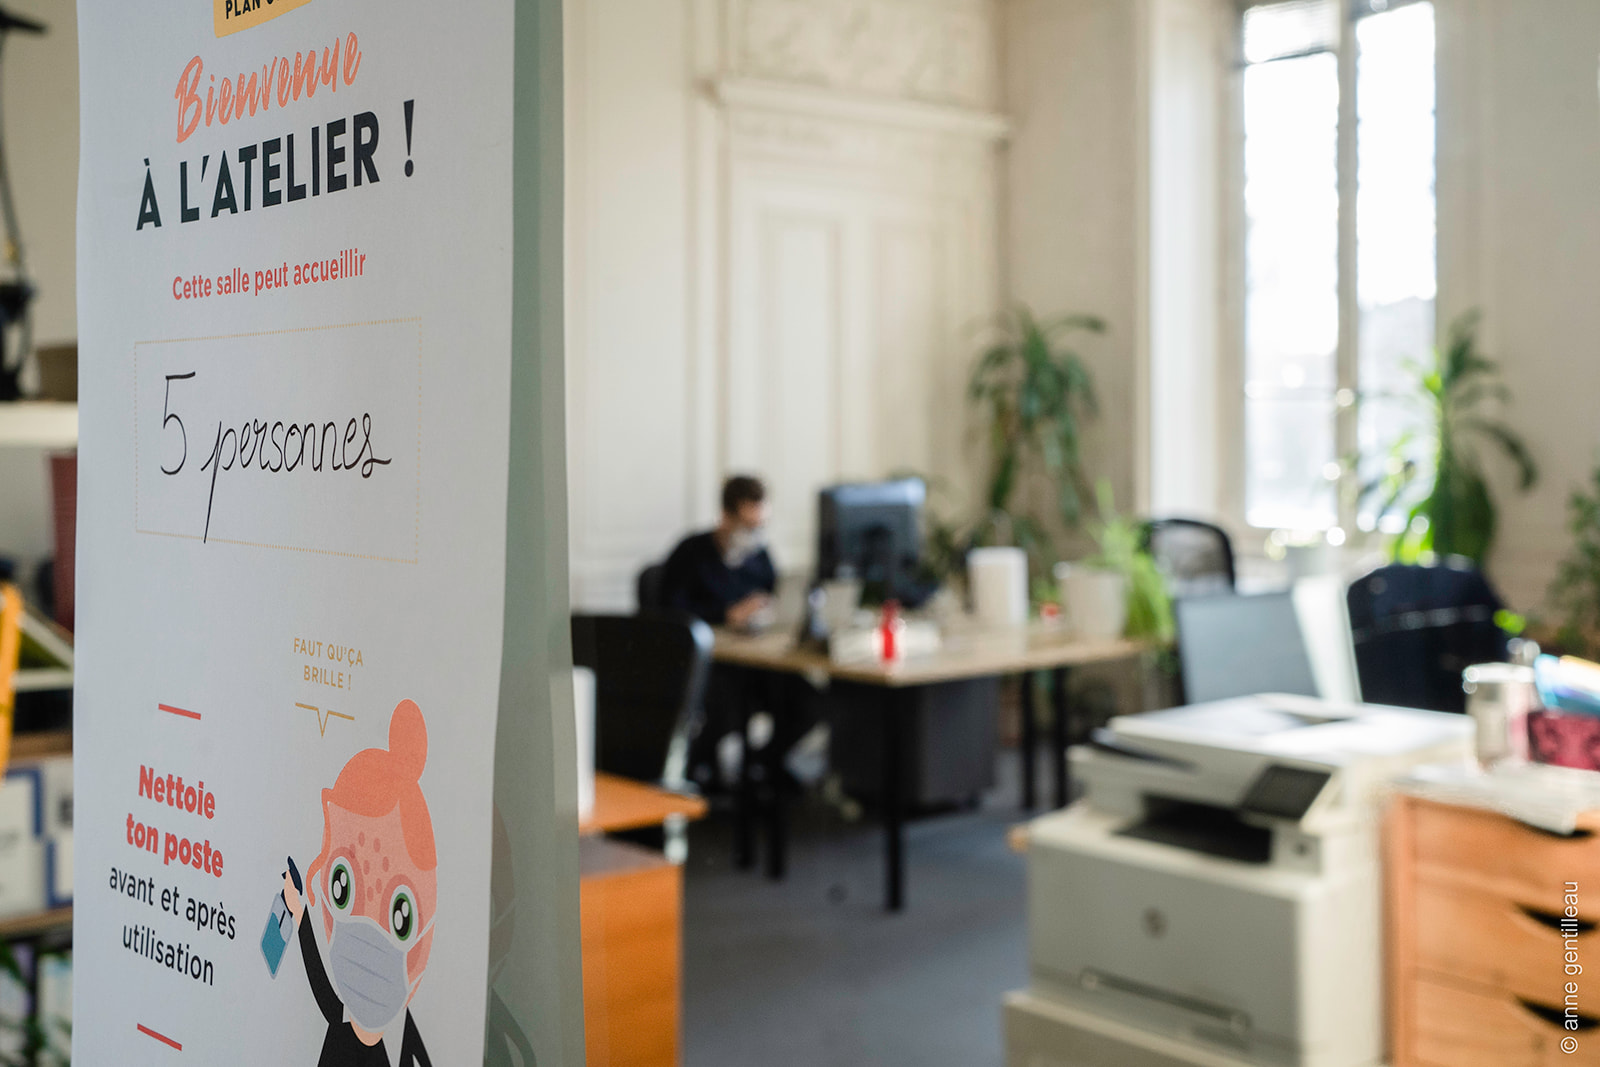 PLAN
Bienvenue
À L'ATELIER !
Cette salle peut accueillir
5 personnes
FAUT QU'ÇA
BRILLE !
Nettoie
ton poste
avant et après
utilisation
© anne gentilleau